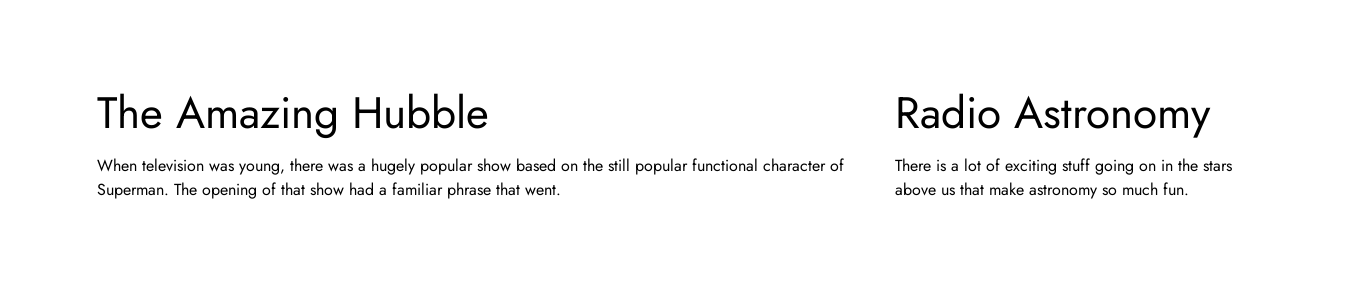 The Amazing Hubble
When television was young, there was a hugely popular show based on the still popular functional character of
Superman. The opening of that show had a familiar phrase that went.
Radio Astronomy
There is a lot of exciting stuff going on in the stars
above us that make astronomy so much fun.